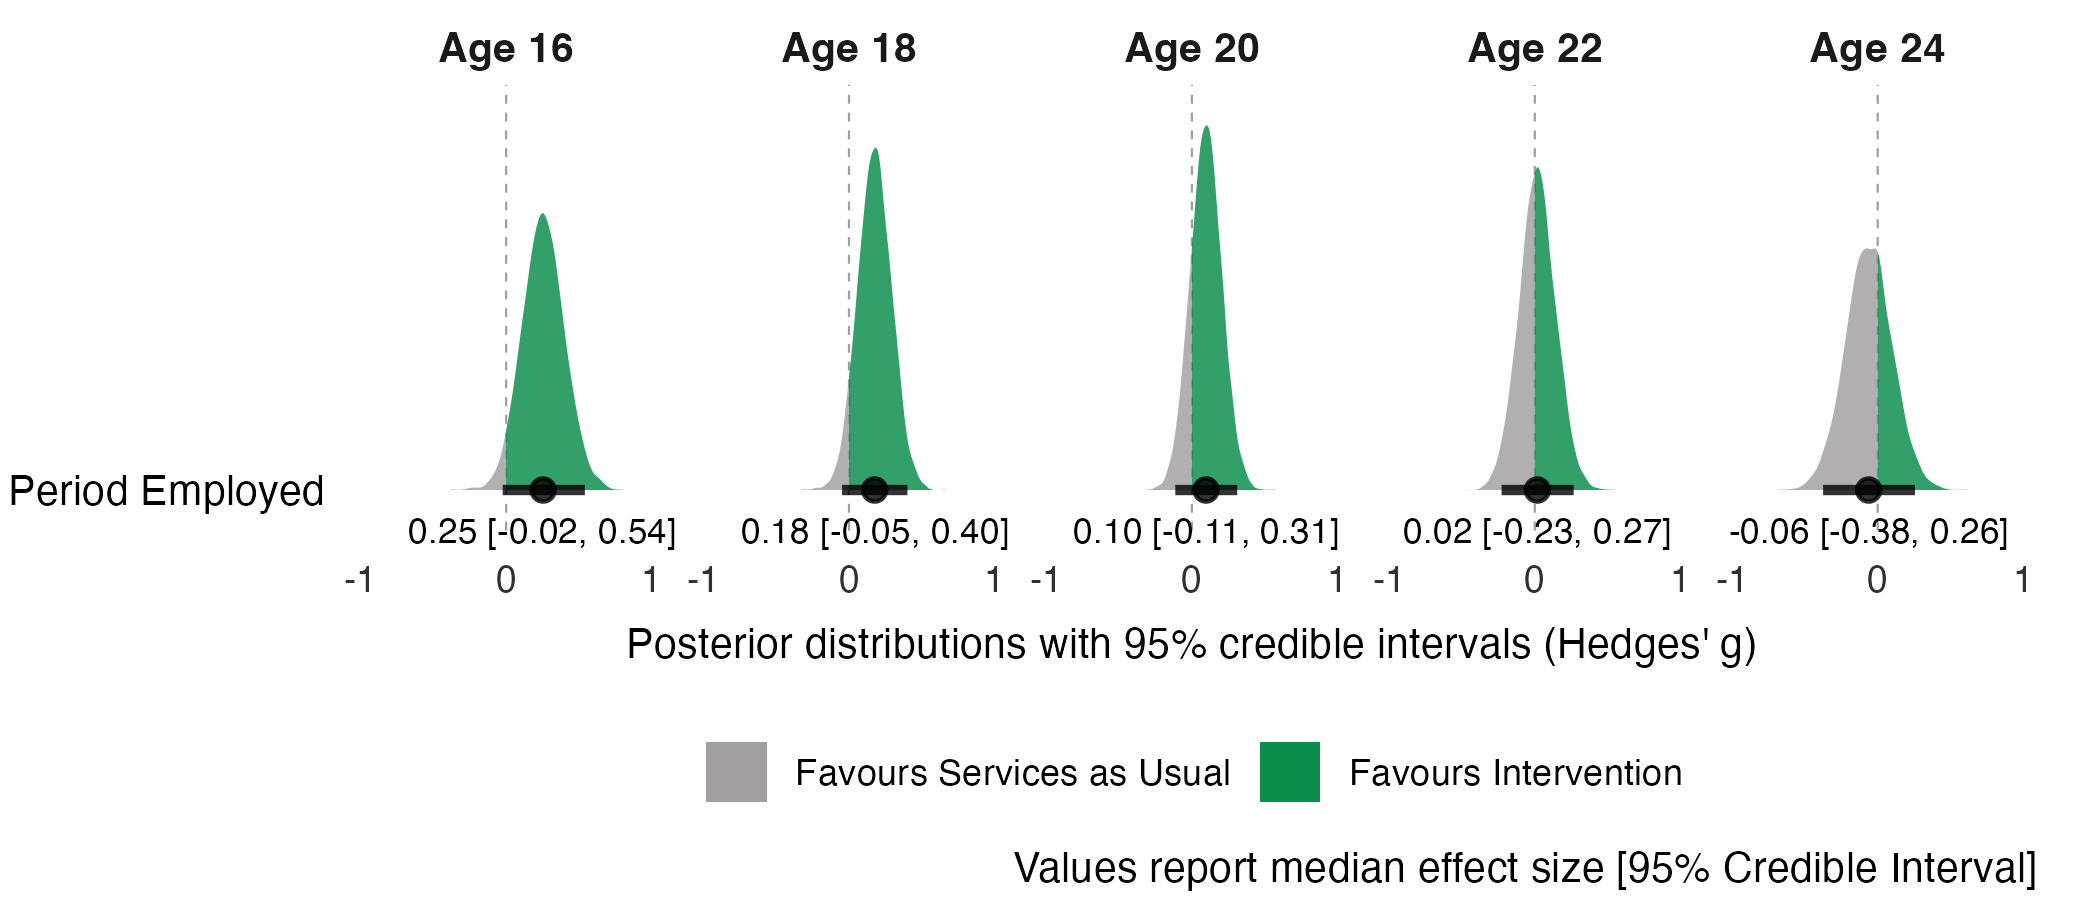 Age 16 Age 18 Age 20 Age 22 Age 24
Period Employed
0.25 [-0.02, 0.54] 0.18 [-0.05, 0.40] 0.10 [-0.11, 0.31] 0.02 [-0.23, 0.27] -0.06 [-0.38, 0.26]
-1 0 1 -1 0 1 -1 0 1 -1 0 1 -1 0 1
Posterior distributions with 95% credible intervals (Hedges' g)
Favours Services as Usual Favours Intervention
Values report median effect size [95% Credible Interval]